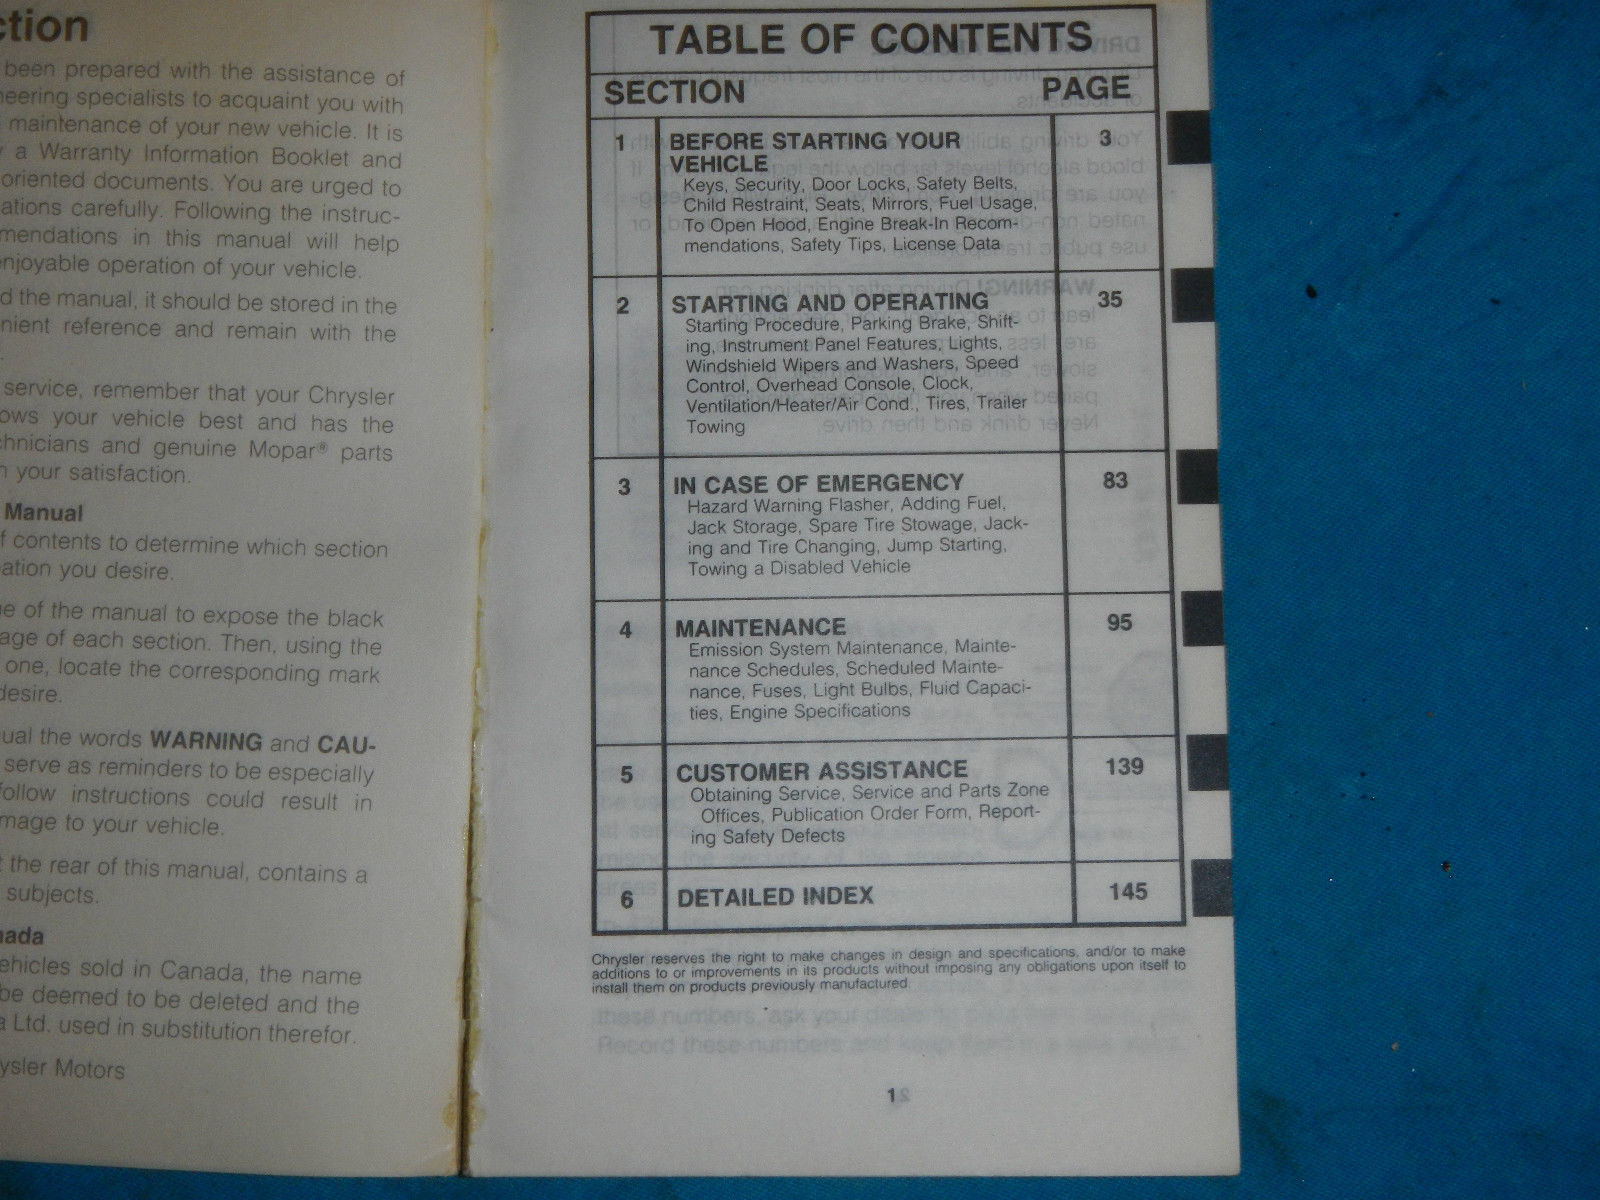 ction
been prepared with the assistance of
neering specialists to acquaint you with
maintenance of your new vehicle. It is
a Warranty Information Booklet and
oriented documents. You are urged to
ations carefully. Following the instruc-
mendations in this manual will help
enjoyable operation of your vehicle.
d the manual, it should be stored in the
nient reference and remain with the
service, remember that your Chrysler
ows your vehicle best and has the
chnicians and genuine Mopar® parts
n your satisfaction.
Manual
f contents to determine which section
ation you desire.
e of the manual to expose the black
age of each section. Then, using the
one, locate the corresponding mark
desire.
ual the words WARNING and CAU-
serve as reminders to be especially
follow instructions could result in
mage to your vehicle.
t the rear of this manual, contains a
subjects.
nada
ehicles sold in Canada, the name
be deemed to be deleted and the
a Ltd. used in substitution therefor.
ysler Motors
TABLE OF CONTENTS
SECTION PAGE
1 BEFORE STARTING YOUR 3
VEHICLE
Keys, Security, Door Locks, Safety Belts,
Child Restraint, Seats, Mirrors, Fuel Usage,
To Open Hood, Engine Break-In Recom-
mendations, Safety Tips, License Data
2 STARTING AND OPERATING 35
Starting Procedure, Parking Brake, Shift-
ing, Instrument Panel Features, Lights,
Windshield Wipers and Washers, Speed
Control, Overhead Console, Clock,
Ventilation/Heater/Air Cond., Tires, Trailer
Towing
3 IN CASE OF EMERGENCY 83
Hazard Warning Flasher, Adding Fuel,
Jack Storage, Spare Tire Stowage, Jack-
ing and Tire Changing, Jump Starting,
Towing a Disabled Vehicle
4 MAINTENANCE 95
Emission System Maintenance, Mainte-
nance Schedules, Scheduled Mainte-
nance, Fuses, Light Bulbs, Fluid Capaci-
ties, Engine Specifications
5 CUSTOMER ASSISTANCE 139
Obtaining Service, Service and Parts Zone
Offices, Publication Order Form, Report-
ing Safety Defects
6 DETAILED INDEX 145
Chrysler reserves the right to make changes in design and specifications, and/or to make
additions to or improvements in its products without imposing any obligations upon itself to
install them on products previously manufactured.
1